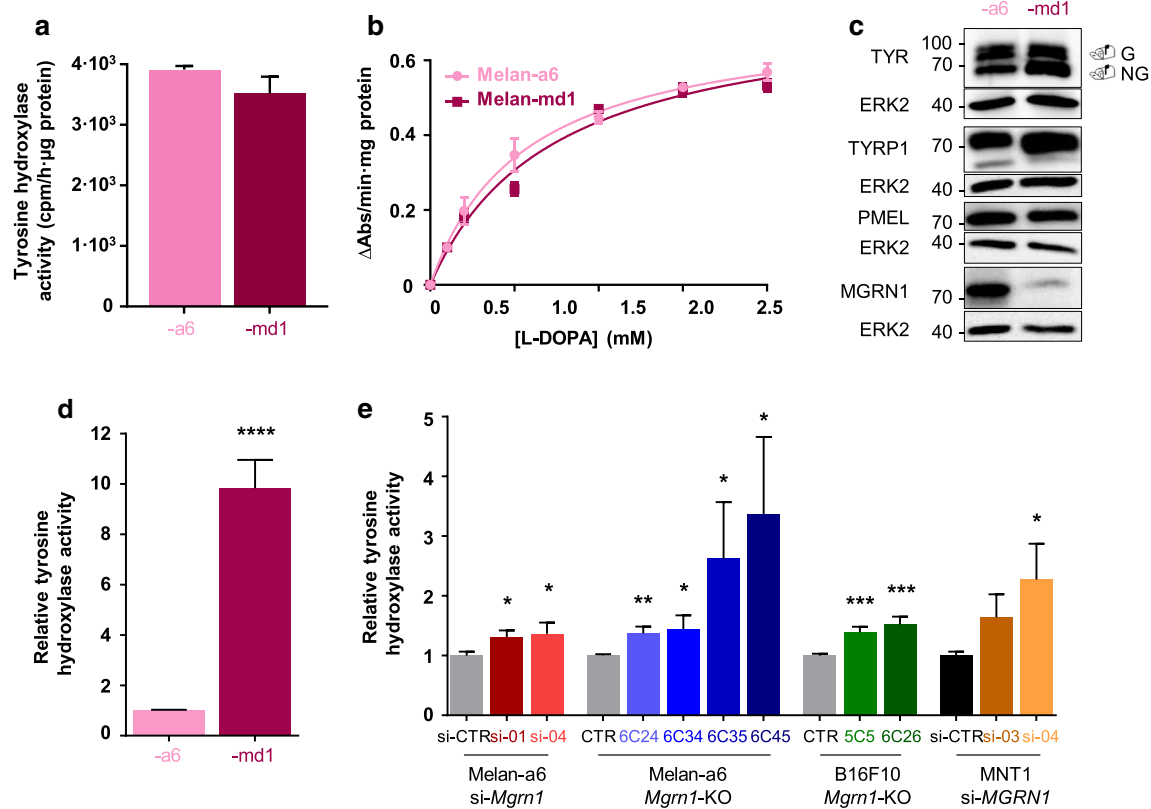 a
Tyrosine hydroxylase
activity (cpm/h·µg protein)
4·10³
3·10³
2·10³
1·10³
0
-a6
-md1
b
ΔAbs/min·mg protein
0.6
0.4
0.2
0
Melan-a6
Melan-md1
0
0.5
1.0
1.5
2.0
2.5
[L-DOPA] (mM)
c
-a6
-md1
TYR
100
70
G
NG
ERK2
40
TYRP1
70
ERK2
40
PMEL
70
ERK2
40
MGRN1
70
ERK2
40
d
Relative tyrosine
hydroxylase activity
12
10
8
6
4
2
0
****
-a6
-md1
e
Relative tyrosine
hydroxylase activity
5
4
3
2
1
0
* * ** * * * *** *** *
si-CTR si-01 si-04
CTR 6C24 6C34 6C35 6C45
CTR 5C5 6C26
si-CTR si-03 si-04
Melan-a6
si-Mgrn1
Melan-a6
Mgrn1-KO
B16F10
Mgrn1-KO
MNT1
si-MGRN1